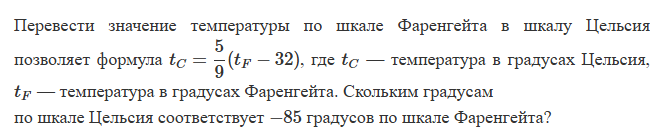 Перевести значение температуры по шкале Фаренгейта в шкалу Цельсия
позволяет формула t_C = 5/9 (t_F − 32), где t_C — температура в градусах Цельсия,
t_F — температура в градусах Фаренгейта. Скольким градусам
по шкале Цельсия соответствует −85 градусов по шкале Фаренгейта?